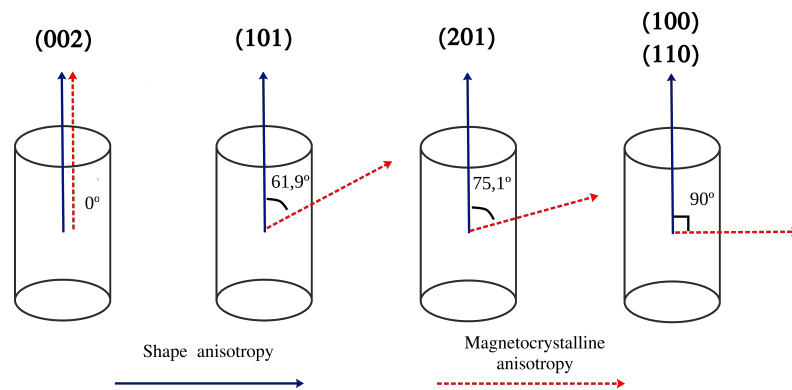 (002)
(101)
(201)
(100)
(110)
0º
61,9º
75,1º
90º
Shape anisotropy
Magnetocrystalline
anisotropy